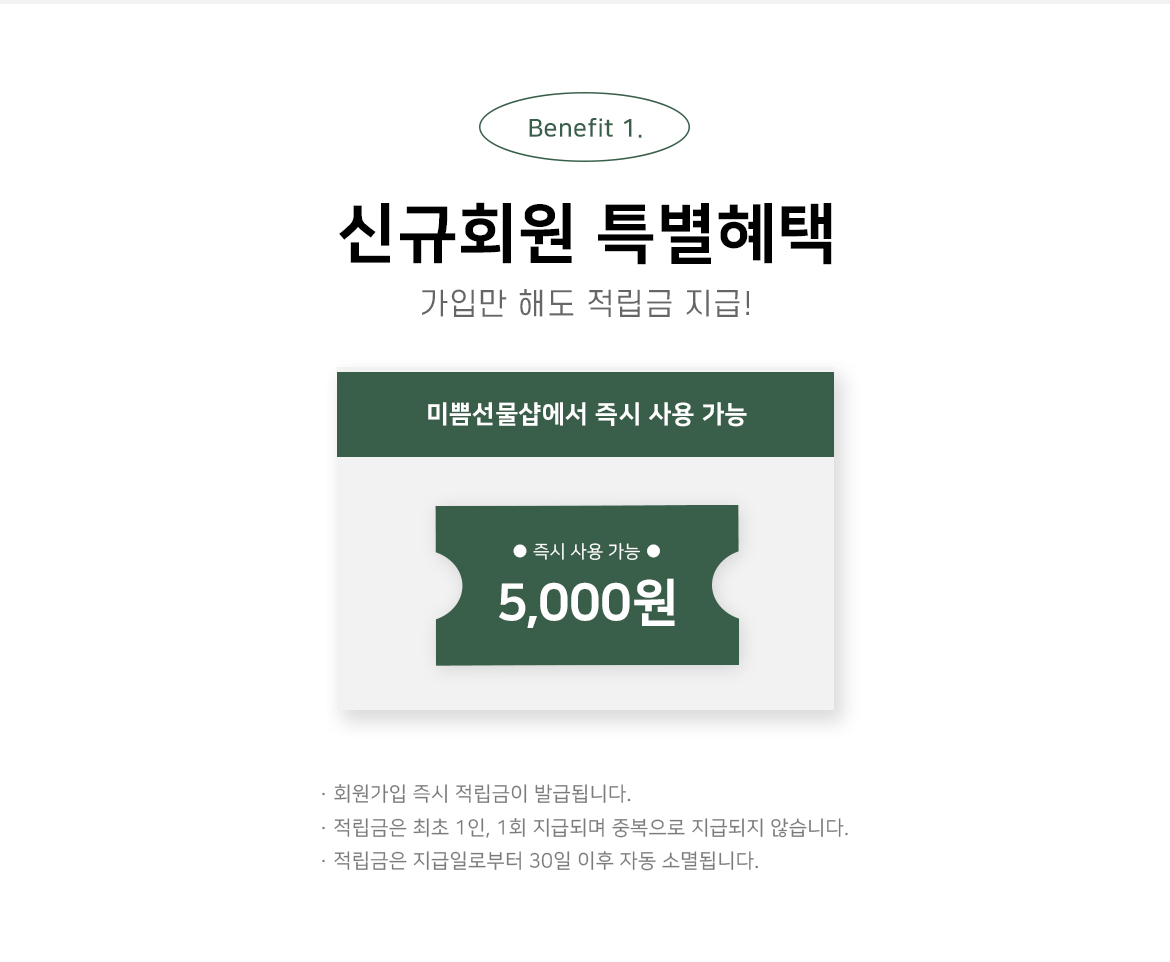 Benefit 1.
신규회원 특별혜택
가입만 해도 적립금 지급!
미쁨선물샵에서 즉시 사용 가능
● 즉시 사용 가능 ●
5,000원
· 회원가입 즉시 적립금이 발급됩니다.
· 적립금은 최초 1인, 1회 지급되며 중복으로 지급되지 않습니다.
· 적립금은 지급일로부터 30일 이후 자동 소멸됩니다.